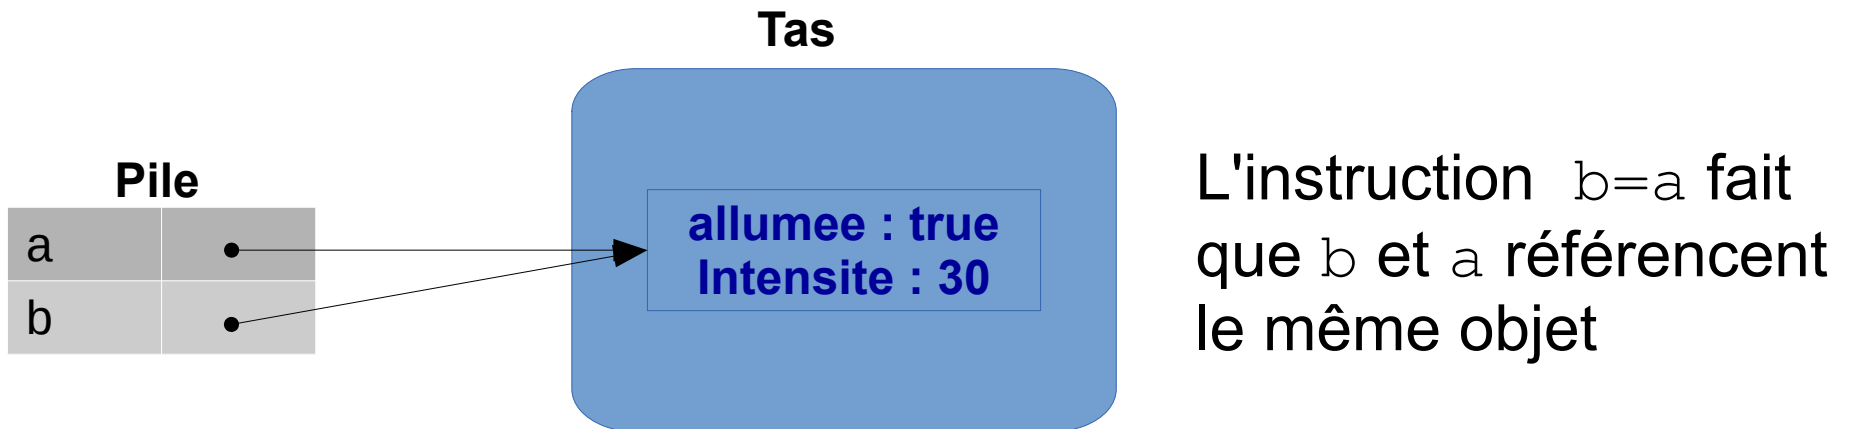 Tas
Pile
a
b
allumee : true
Intensite : 30
L'instruction b=a fait
que b et a référencent
le même objet